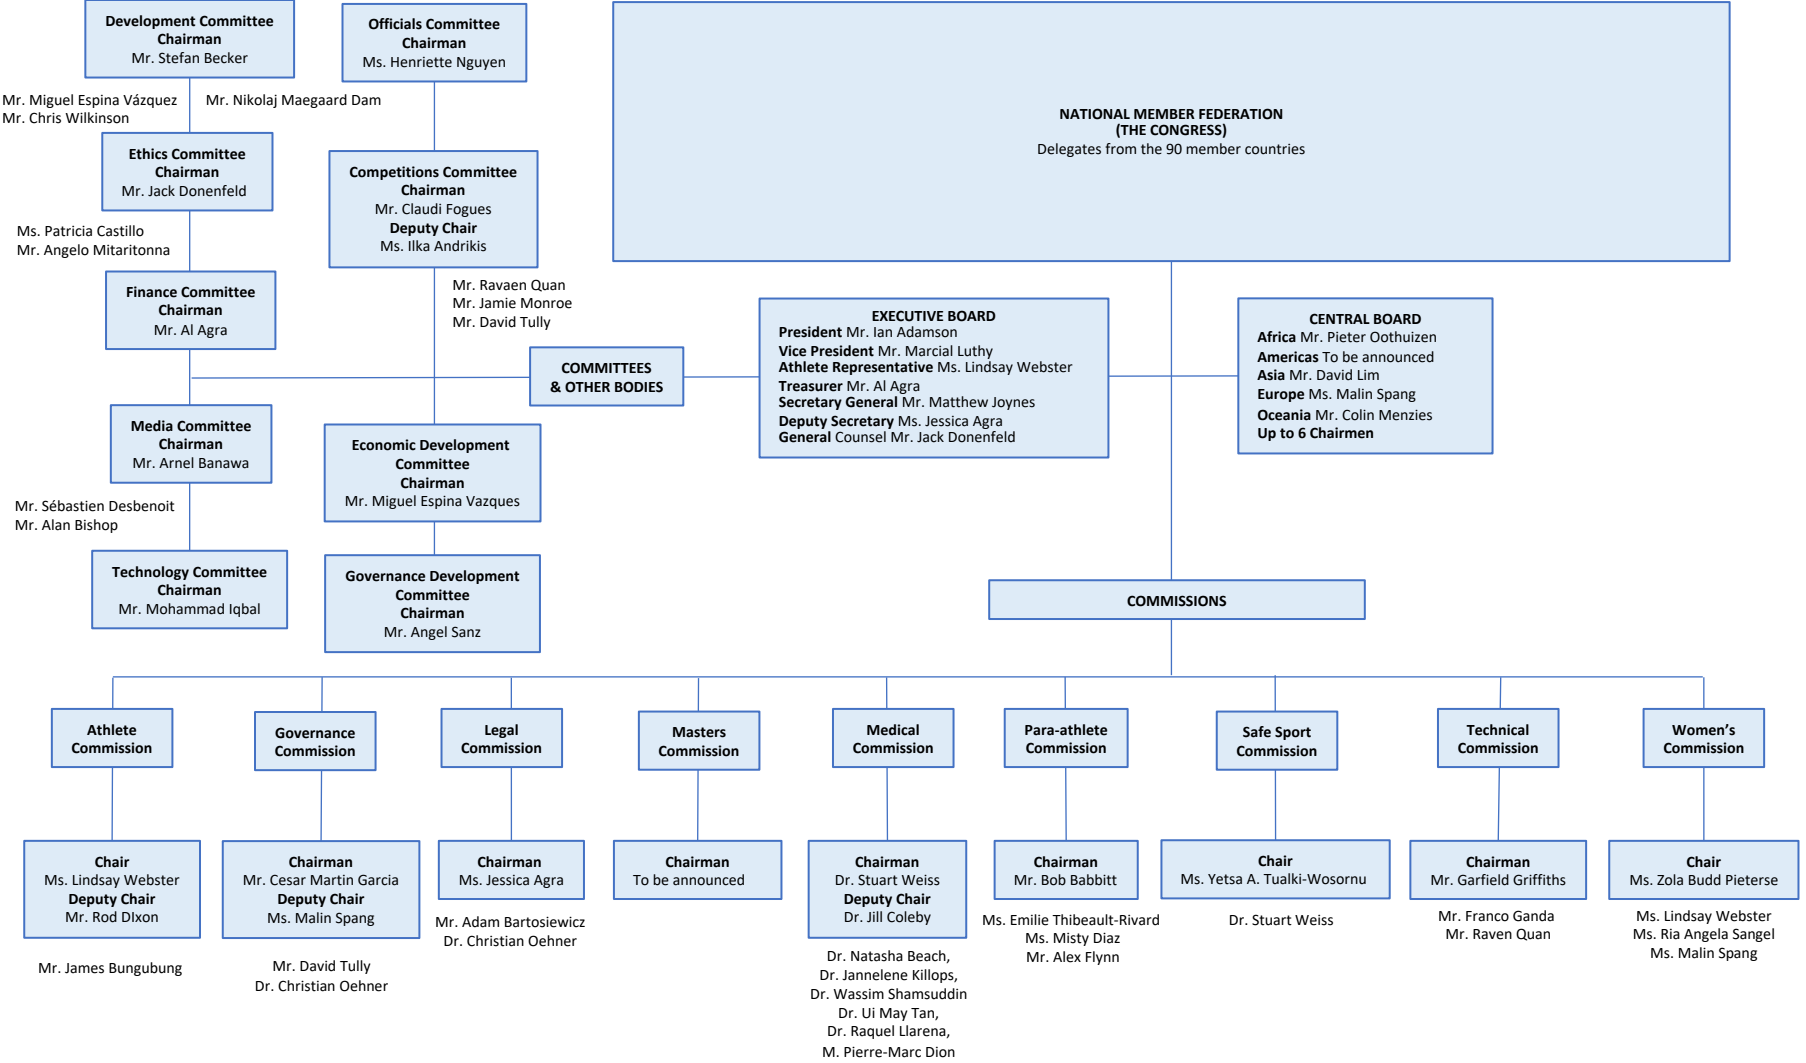 Development Committee
Chairman
Mr. Stefan Becker
Mr. Miguel Espina Vázquez
Mr. Chris Wilkinson
Mr. Nikolaj Maegaard Dam
Ethics Committee
Chairman
Mr. Jack Donenfeld
Ms. Patricia Castillo
Mr. Angelo Mitaritonna
Finance Committee
Chairman
Mr. Al Agra
Media Committee
Chairman
Mr. Arnel Banawa
Mr. Sébastien Desbenoit
Mr. Alan Bishop
Technology Committee
Chairman
Mr. Mohammad Iqbal
Officials Committee
Chairman
Ms. Henriette Nguyen
Competitions Committee
Chairman
Mr. Claudi Fogues
Deputy Chair
Ms. Ilka Andrikis
Mr. Ravaen Quan
Mr. Jamie Monroe
Mr. David Tully
Economic Development
Committee
Chairman
Mr. Miguel Espina Vazques
Governance Development
Committee
Chairman
Mr. Angel Sanz
COMMITTEES
& OTHER BODIES
NATIONAL MEMBER FEDERATION
(THE CONGRESS)
Delegates from the 90 member countries
EXECUTIVE BOARD
President Mr. Ian Adamson
Vice President Mr. Marcial Luthy
Athlete Representative Ms. Lindsay Webster
Treasurer Mr. Al Agra
Secretary General Mr. Matthew Joynes
Deputy Secretary Ms. Jessica Agra
General Counsel Mr. Jack Donenfeld
CENTRAL BOARD
Africa Mr. Pieter Oothuizen
Americas To be announced
Asia Mr. David Lim
Europe Ms. Malin Spang
Oceania Mr. Colin Menzies
Up to 6 Chairmen
COMMISSIONS
Athlete
Commission
Chair
Ms. Lindsay Webster
Deputy Chair
Mr. Rod DIxon
Mr. James Bungubung
Governance
Commission
Chairman
Mr. Cesar Martin Garcia
Deputy Chair
Ms. Malin Spang
Mr. David Tully
Dr. Christian Oehner
Legal
Commission
Chairman
Ms. Jessica Agra
Mr. Adam Bartosiewicz
Dr. Christian Oehner
Masters
Commission
Chairman
To be announced
Medical
Commission
Chairman
Dr. Stuart Weiss
Deputy Chair
Dr. Jill Coleby
Dr. Natasha Beach,
Dr. Jannelene Killops,
Dr. Wassim Shamsuddin
Dr. Ui May Tan,
Dr. Raquel Llarena,
M. Pierre-Marc Dion
Para-athlete
Commission
Chairman
Mr. Bob Babbitt
Ms. Emilie Thibeault-Rivard
Ms. Misty Diaz
Mr. Alex Flynn
Safe Sport
Commission
Chair
Ms. Yetsa A. Tualki-Wosornu
Dr. Stuart Weiss
Technical
Commission
Chairman
Mr. Garfield Griffiths
Mr. Franco Ganda
Mr. Raven Quan
Women’s
Commission
Chair
Ms. Zola Budd Pieterse
Ms. Lindsay Webster
Ms. Ria Angela Sangel
Ms. Malin Spang